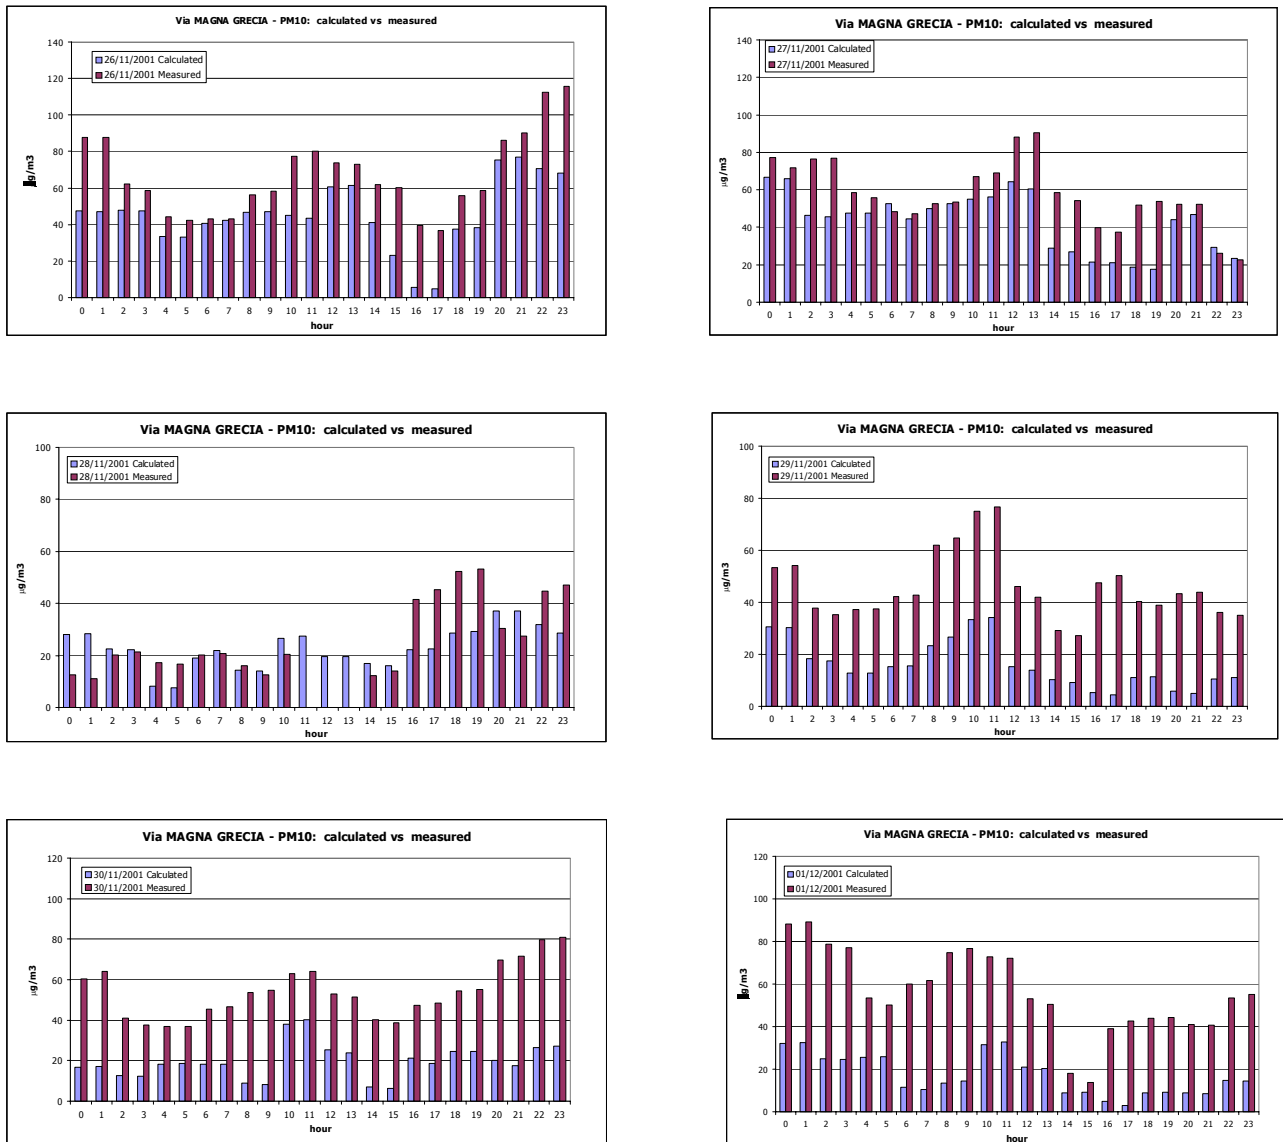 Via MAGNA GRECIA - PM10: calculated vs measured
140
120
100
80
60
40
20
0
26/11/2001 Calculated
26/11/2001 Measured
g/m3
0 1 2 3 4 5 6 7 8 9 10 11 12 13 14 15 16 17 18 19 20 21 22 23
hour
Via MAGNA GRECIA - PM10: calculated vs measured
140
120
100
80
60
40
20
0
27/11/2001 Calculated
27/11/2001 Measured
μg/m3
0 1 2 3 4 5 6 7 8 9 10 11 12 13 14 15 16 17 18 19 20 21 22 23
hour
Via MAGNA GRECIA - PM10: calculated vs measured
100
80
60
40
20
0
28/11/2001 Calculated
28/11/2001 Measured
μg/m3
0 1 2 3 4 5 6 7 8 9 10 11 12 13 14 15 16 17 18 19 20 21 22 23
hour
Via MAGNA GRECIA - PM10: calculated vs measured
100
80
60
40
20
0
29/11/2001 Calculated
29/11/2001 Measured
μg/m3
0 1 2 3 4 5 6 7 8 9 10 11 12 13 14 15 16 17 18 19 20 21 22 23
hour
Via MAGNA GRECIA - PM10: calculated vs measured
120
100
80
60
40
20
0
30/11/2001 Calculated
30/11/2001 Measured
μg/m3
0 1 2 3 4 5 6 7 8 9 10 11 12 13 14 15 16 17 18 19 20 21 22 23
hour
Via MAGNA GRECIA - PM10: calculated vs measured
120
100
80
60
40
20
0
01/12/2001 Calculated
01/12/2001 Measured
g/m3
0 1 2 3 4 5 6 7 8 9 10 11 12 13 14 15 16 17 18 19 20 21 22 23
hour